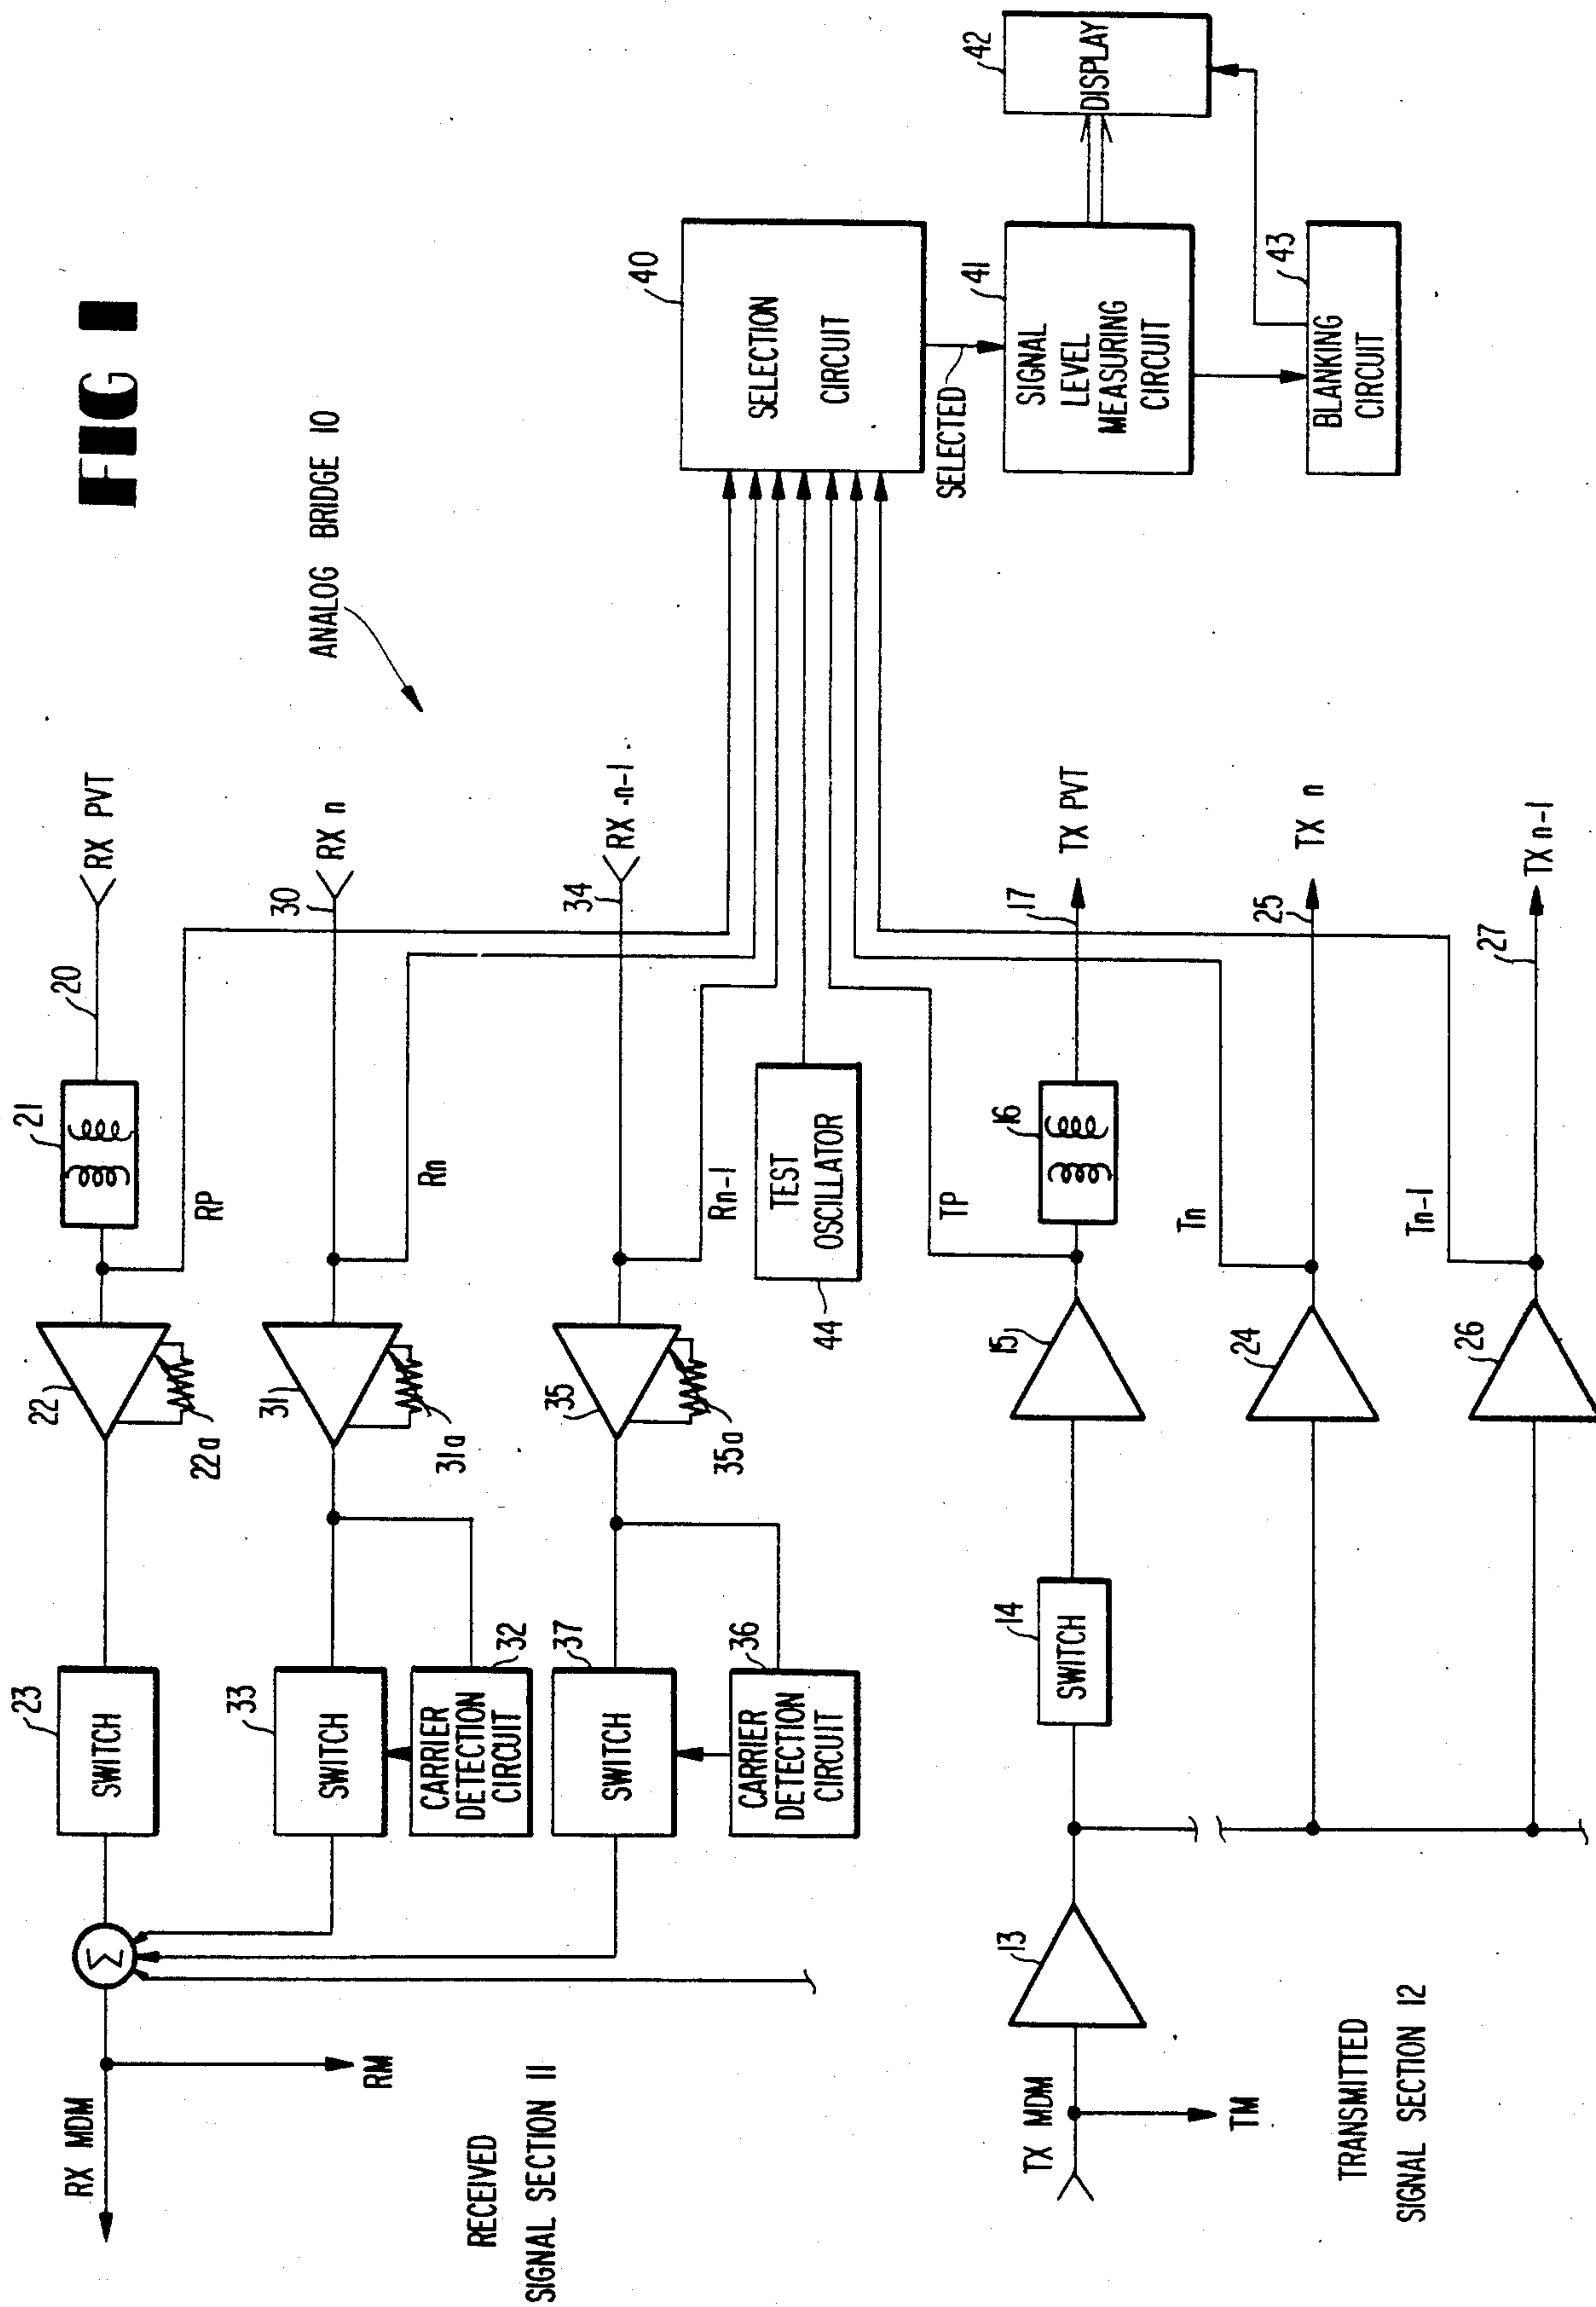 FIG 1
ANALOG BRIDGE 10
RX MDM
RM
Σ
23
SWITCH
22
22a
RP
21
20
RX PVT
33
SWITCH
31
31a
Rn
30
RX n
CARRIER
DETECTION
CIRCUIT
32
37
SWITCH
35
35a
Rn-1
34
RX n-1
CARRIER
DETECTION
CIRCUIT
36
RECEIVED
SIGNAL SECTION 11
TEST
OSCILLATOR
44
40
SELECTION
CIRCUIT
SELECTED
41
SIGNAL
LEVEL
MEASURING
CIRCUIT
42
DISPLAY
43
BLANKING
CIRCUIT
TX MDM
TM
13
14
SWITCH
15
TP
16
17
TX PVT
24
Tn
25
TX n
26
Tn-1
27
TX n-1
TRANSMITTED
SIGNAL SECTION 12